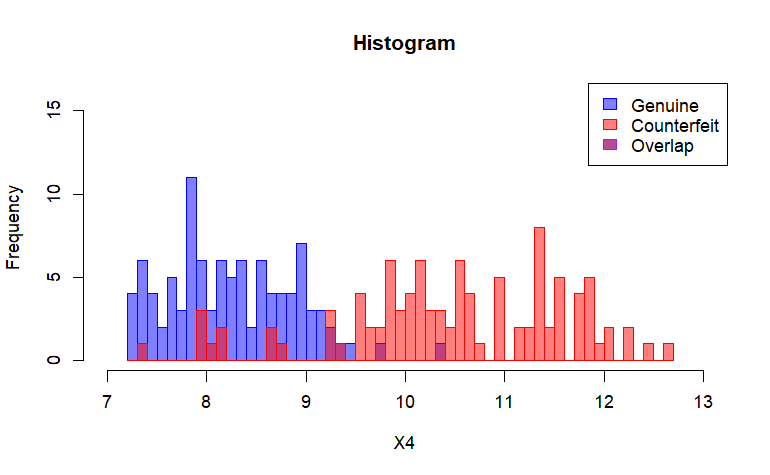 Histogram
Genuine
Counterfeit
Overlap
Frequency
15
10
5
0
7 8 9 10 11 12 13
X4